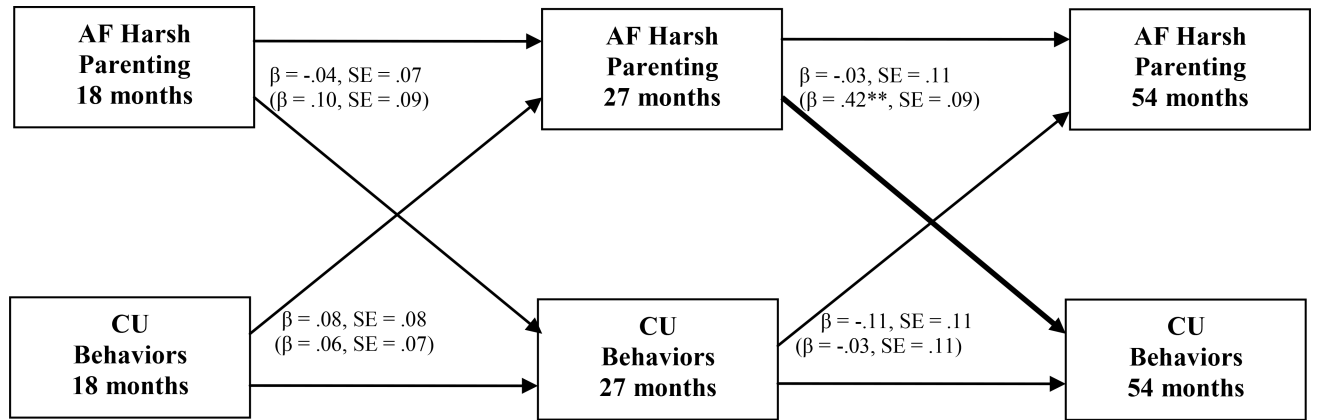 AF Harsh
Parenting
18 months
AF Harsh
Parenting
27 months
AF Harsh
Parenting
54 months
β = -.04, SE = .07
(β = .10, SE = .09)
β = -.03, SE = .11
(β = .42**, SE = .09)
CU
Behaviors
18 months
β = .08, SE = .08
(β = .06, SE = .07)
CU
Behaviors
27 months
β = -.11, SE = .11
(β = -.03, SE = .11)
CU
Behaviors
54 months